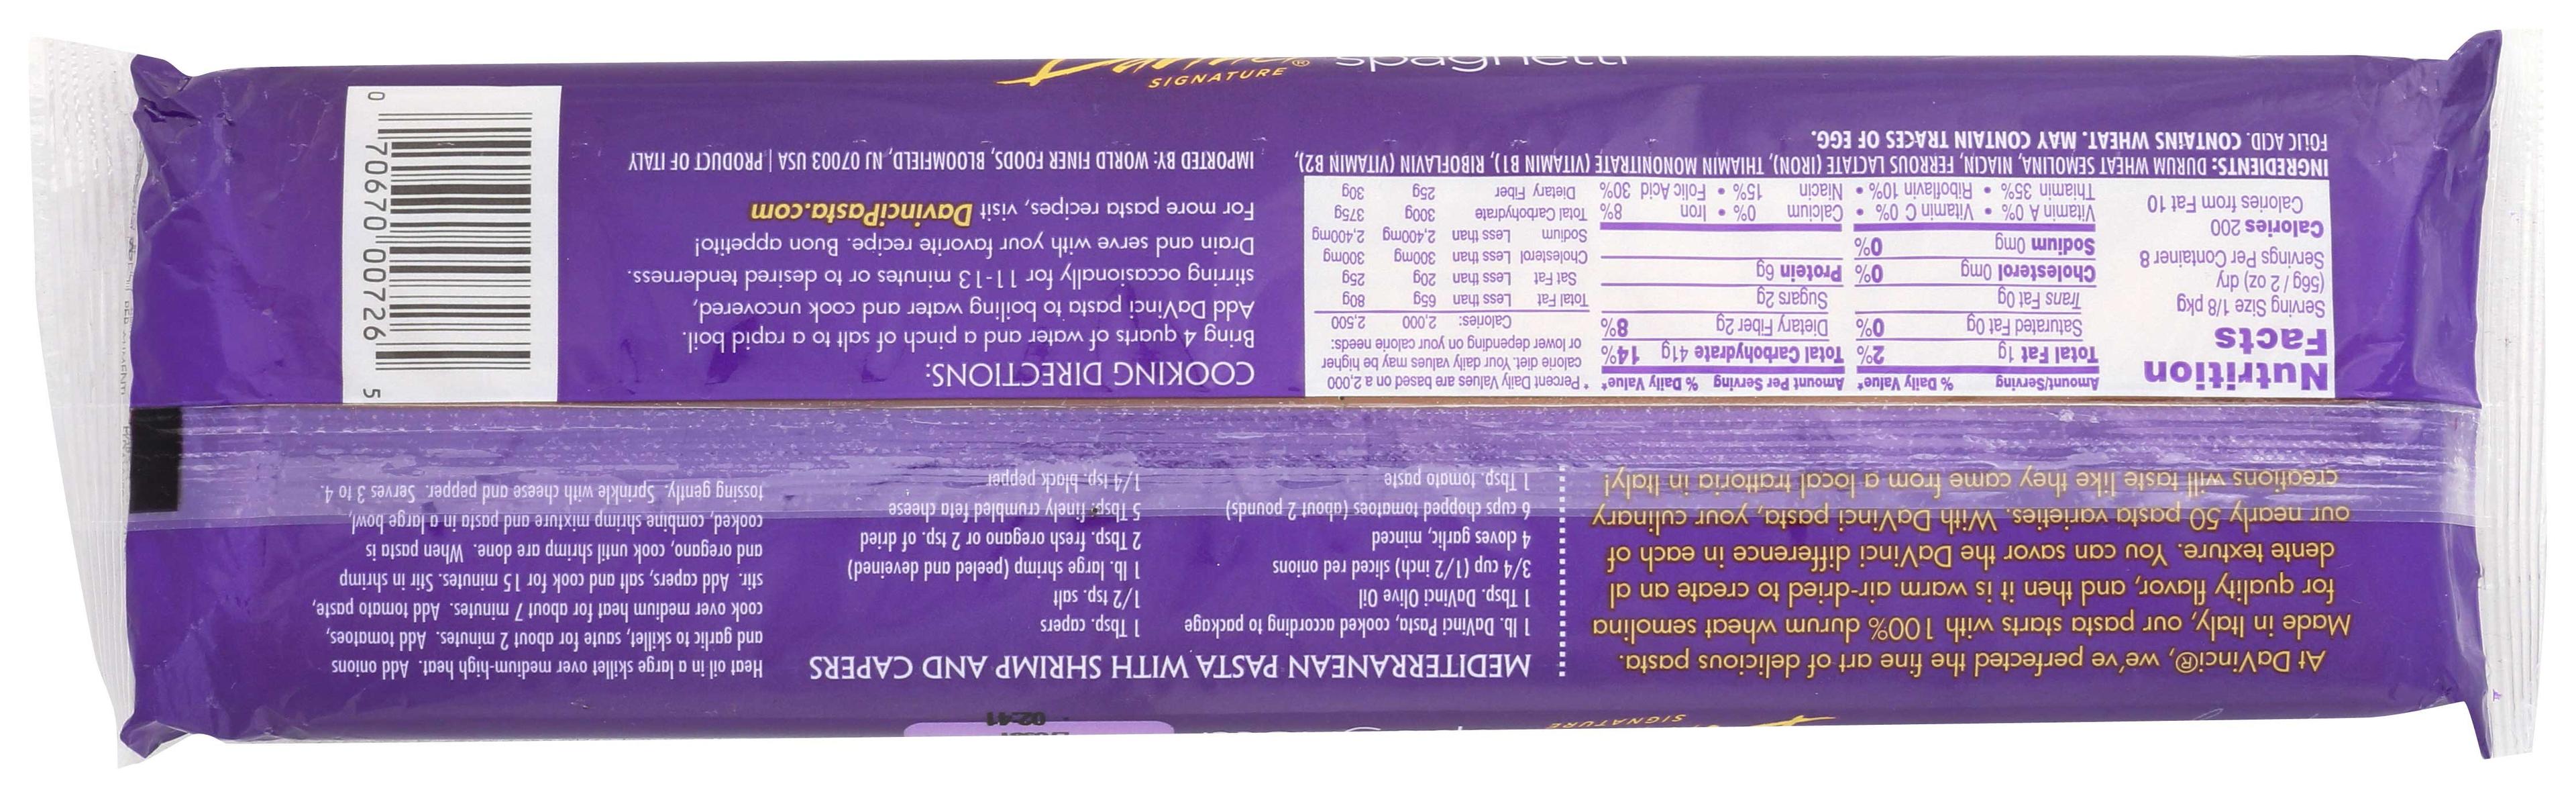 At DaVinci®, we've perfected the fine art of delicious pasta.
Made in Italy, our pasta starts with 100% durum wheat semolina
for quality flavor, and then it is warm air-dried to create an al
dente texture. You can savor the DaVinci difference in each of
our nearly 50 pasta varieties. With DaVinci pasta, your culinary
creations will taste like they came from a local trattoria in Italy!
MEDITERRANEAN PASTA WITH SHRIMP AND CAPERS
1 lb. DaVinci Pasta, cooked according to package
1 Tbsp. DaVinci Olive Oil
3/4 cup (1/2 inch) sliced red onions
4 cloves garlic, minced
6 cups chopped tomatoes (about 2 pounds)
1 Tbsp. tomato paste
1 Tbsp. capers
1/2 tsp. salt
1 lb. large shrimp (peeled and deveined)
2 Tbsp. fresh oregano or 2 tsp. of dried
5 Tbsp. finely crumbled feta cheese
1/4 tsp. black pepper
Heat oil in a large skillet over medium-high heat. Add onions
and garlic to skillet, saute for about 2 minutes. Add tomatoes,
cook over medium heat for about 7 minutes. Add tomato paste,
stir. Add capers, salt and cook for 15 minutes. Stir in shrimp
and oregano, cook until shrimp are done. When pasta is
cooked, combine shrimp mixture and pasta in a large bowl,
tossing gently. Sprinkle with cheese and pepper. Serves 3 to 4.
SIGNATURE
02:41
Nutrition
Facts
Serving Size 1/8 pkg
(56g / 2 oz) dry
Servings Per Container 8
Calories 200
Calories from Fat 10
Amount/Serving % Daily Value*
Total Fat 1g 2%
Saturated Fat 0g 0%
Trans Fat 0g
Cholesterol 0mg 0%
Sodium 0mg 0%
Amount Per Serving % Daily Value*
Total Carbohydrate 41g 14%
Dietary Fiber 2g 8%
Sugars 2g
Protein 6g
Vitamin A 0% • Vitamin C 0% • Calcium 0% • Iron 8%
Thiamin 35% • Riboflavin 10% • Niacin 15% • Folic Acid 30%
* Percent Daily Values are based on a 2,000
calorie diet. Your daily values may be higher
or lower depending on your calorie needs:
Calories: 2,000 2,500
Total Fat Less than 65g 80g
Sat Fat Less than 20g 25g
Cholesterol Less than 300mg 300mg
Sodium Less than 2,400mg 2,400mg
Total Carbohydrate 300g 375g
Dietary Fiber 25g 30g
INGREDIENTS: DURUM WHEAT SEMOLINA, NIACIN, FERROUS LACTATE (IRON), THIAMIN MONONITRATE (VITAMIN B1), RIBOFLAVIN (VITAMIN B2),
FOLIC ACID. CONTAINS WHEAT. MAY CONTAIN TRACES OF EGG.
COOKING DIRECTIONS:
Bring 4 quarts of water and a pinch of salt to a rapid boil.
Add DaVinci pasta to boiling water and cook uncovered,
stirring occasionally for 11-13 minutes or to desired tenderness.
Drain and serve with your favorite recipe. Buon appetito!
For more pasta recipes, visit DavinciPasta.com
IMPORTED BY: WORLD FINER FOODS, BLOOMFIELD, NJ 07003 USA | PRODUCT OF ITALY
0 70670 00726 5
SIGNATURE
DaVinci® spaghetti